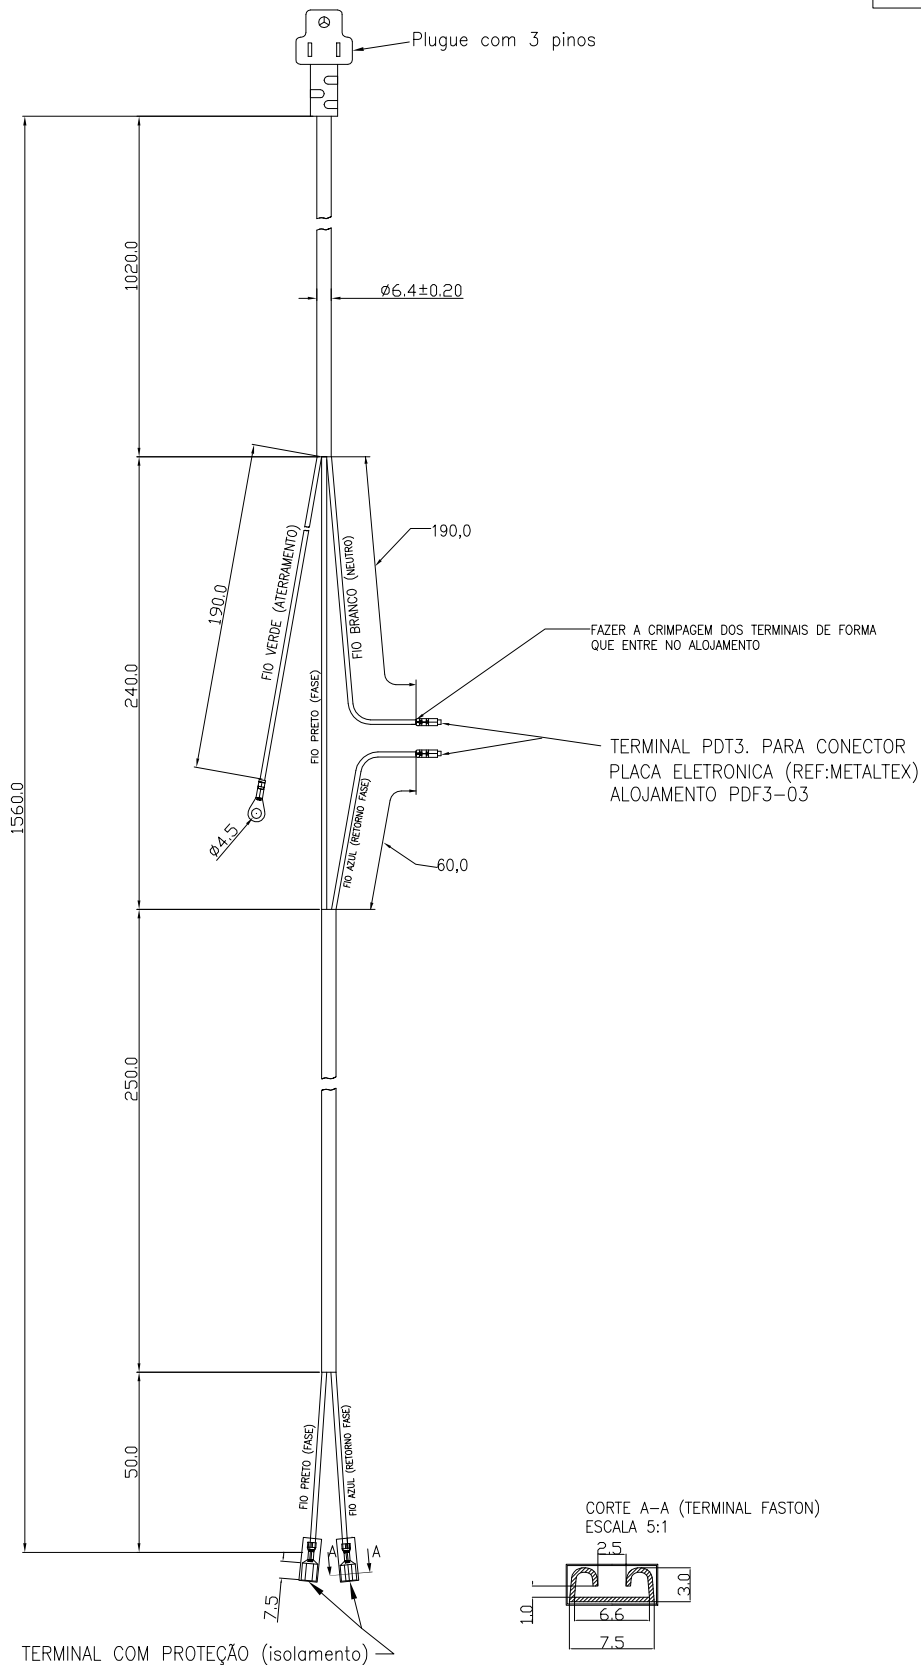 Plugue com 3 pinos
1020.0
ø6.4±0.20
190,0
190.0
FIO VERDE (ATERRAMENTO)
FIO BRANCO (NEUTRO)
FIO PRETO (FASE)
FAZER A CRIMPAGEM DOS TERMINAIS DE FORMA
QUE ENTRE NO ALOJAMENTO
240.0
TERMINAL PDT3. PARA CONECTOR
PLACA ELETRONICA (REF:METALTEX)
ALOJAMENTO PDF3-03
1560.0
ø4.5
FIO AZUL (RETORNO FASE)
60,0
250.0
50.0
FIO PRETO (FASE)
FIO AZUL (RETORNO FASE)
CORTE A-A (TERMINAL FASTON)
ESCALA 5:1
A
A
2.5
3.0
1.0
6.6
7.5
7.5
TERMINAL COM PROTEÇÃO (isolamento)